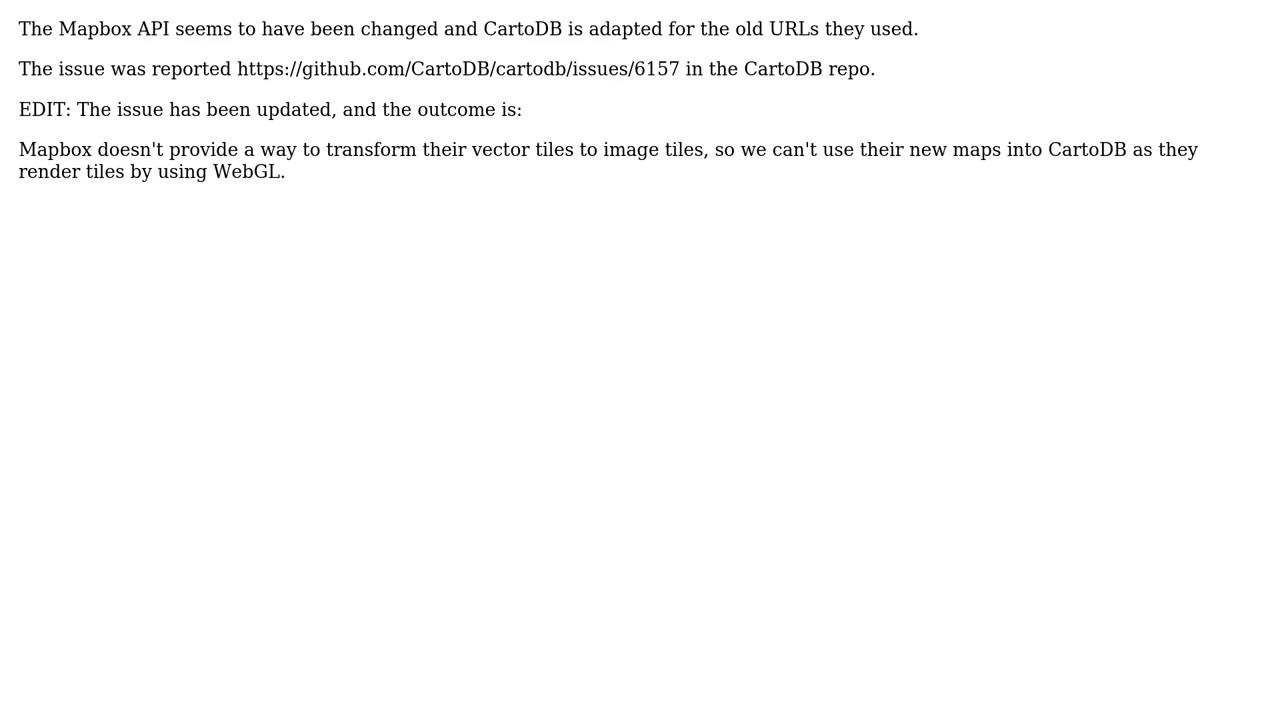 The Mapbox API seems to have been changed and CartoDB is adapted for the old URLs they used.
The issue was reported https://github.com/CartoDB/cartodb/issues/6157 in the CartoDB repo.
EDIT: The issue has been updated, and the outcome is:
Mapbox doesn't provide a way to transform their vector tiles to image tiles, so we can't use their new maps into CartoDB as they
render tiles by using WebGL.